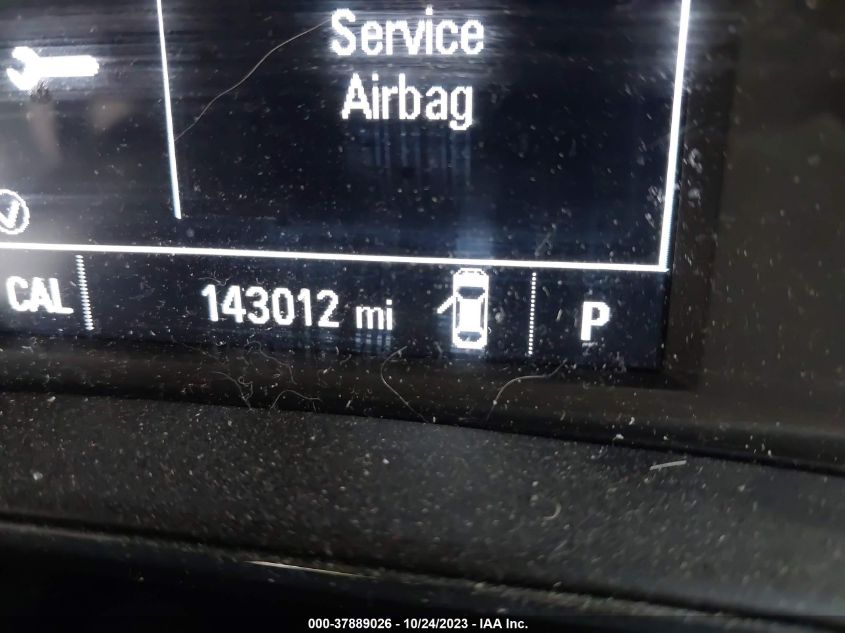 Service
Airbag
CAL 143012 mi P
000-37889026 - 10/24/2023 - IAA Inc.